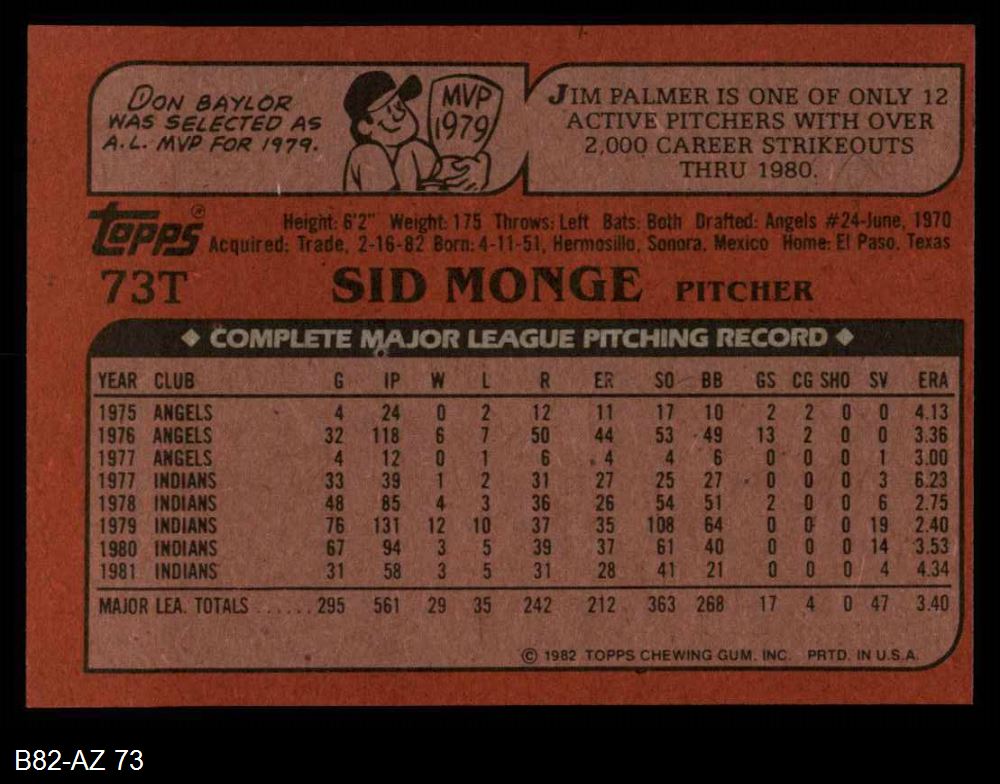 DON BAYLOR
WAS SELECTED AS
A.L. MVP FOR 1979.
MVP
1979
JIM PALMER IS ONE OF ONLY 12
ACTIVE PITCHERS WITH OVER
2,000 CAREER STRIKEOUTS
THRU 1980.
Topps®
Height: 6'2" Weight: 175 Throws: Left Bats: Both Drafted: Angels #24-June, 1970
Acquired: Trade, 2-16-82 Born: 4-11-51, Hermosillo, Sonora, Mexico Home: El Paso, Texas
73T SID MONGE PITCHER
COMPLETE MAJOR LEAGUE PITCHING RECORD
YEAR CLUB G IP W L R ER SO BB GS CG SHO SV ERA
1975 ANGELS 4 24 0 2 12 11 17 10 2 2 0 0 4.13
1976 ANGELS 32 118 6 7 50 44 53 49 13 2 0 0 3.36
1977 ANGELS 4 12 0 1 6 4 4 6 0 0 0 1 3.00
1977 INDIANS 33 39 1 2 31 27 25 27 0 0 0 3 6.23
1978 INDIANS 48 85 4 3 36 26 54 51 2 0 0 6 2.75
1979 INDIANS 76 131 12 10 37 35 108 64 0 0 0 19 2.40
1980 INDIANS 67 94 3 5 39 37 61 40 0 0 0 14 3.53
1981 INDIANS 31 58 3 5 31 28 41 21 0 0 0 4 4.34
MAJOR LEA. TOTALS ...... 295 561 29 35 242 212 363 268 17 4 0 47 3.40
© 1982 TOPPS CHEWING GUM, INC. PRTD. IN U.S.A.
B82-AZ 73